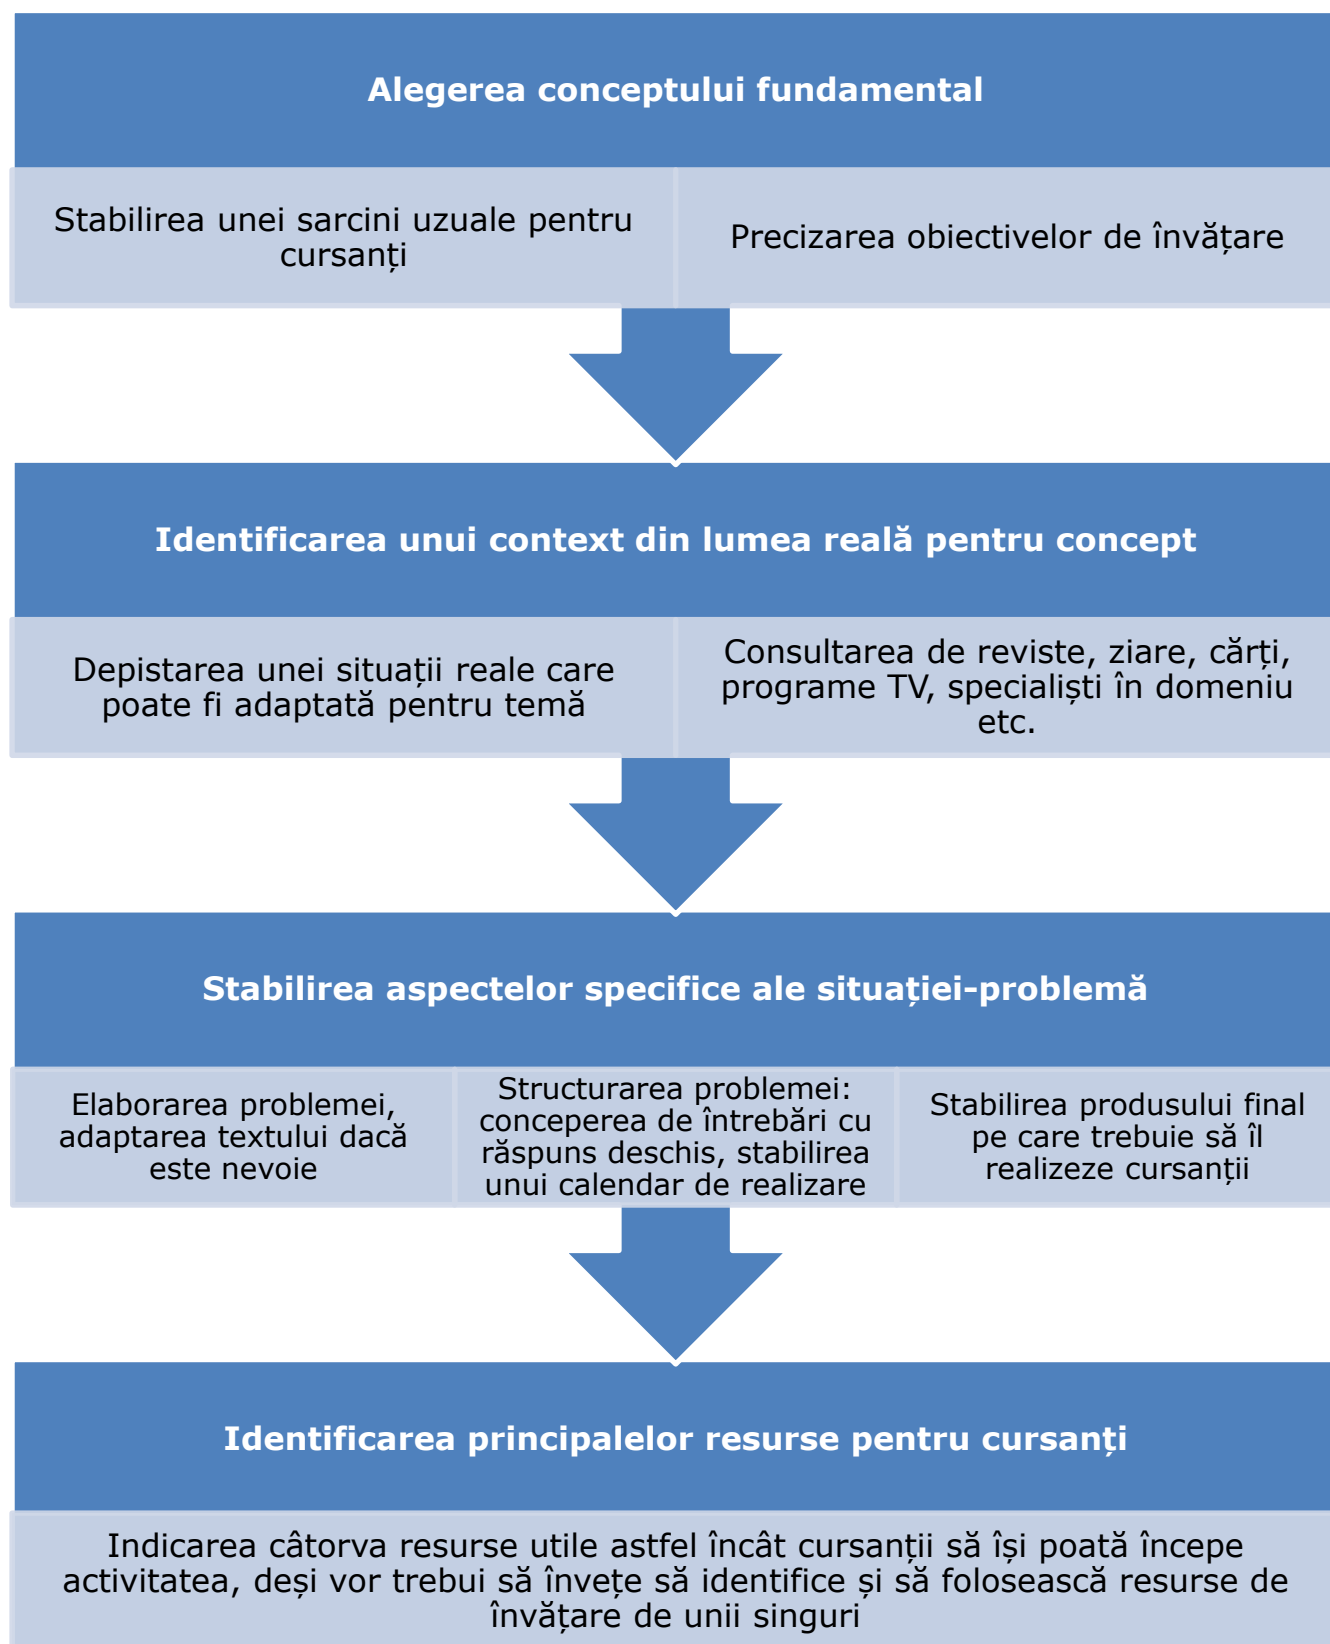 Alegerea conceptului fundamental
Stabilirea unei sarcini uzuale pentru
cursanți
Precizarea obiectivelor de învățare
Identificarea unui context din lumea reală pentru concept
Depistarea unei situații reale care
poate fi adaptată pentru temă
Consultarea de reviste, ziare, cărți,
programe TV, specialiști în domeniu
etc.
Stabilirea aspectelor specifice ale situației-problemă
Elaborarea problemei,
adaptarea textului dacă
este nevoie
Structurarea problemei:
conceperea de întrebări cu
răspuns deschis, stabilirea
unui calendar de realizare
Stabilirea produsului final
pe care trebuie să îl
realizeze cursanții
Identificarea principalelor resurse pentru cursanți
Indicarea câtorva resurse utile astfel încât cursanții să își poată începe
activitatea, deși vor trebui să învețe să identifice și să folosească resurse de
învățare de unii singuri